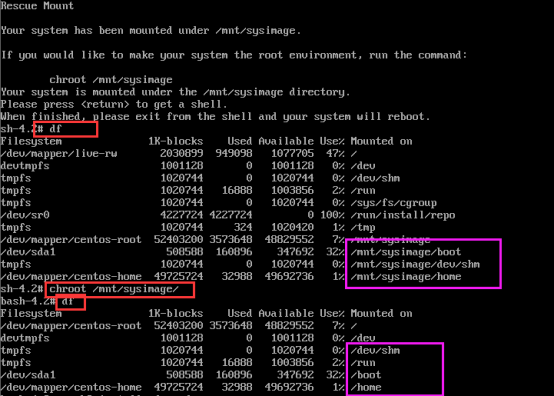 Rescue Mount
Your system has been mounted under /mnt/sysimage.
If you would like to make your system the root environment, run the command:
chroot /mnt/sysimage
Your system is mounted under the /mnt/sysimage directory.
Please press <return> to get a shell.
When finished, please exit from the shell and your system will reboot.
sh-4.2# df
Filesystem 1K-blocks Used Available Use% Mounted on
/dev/mapper/live-rw 2030899 949098 1077705 47% /
devtmpfs 1001128 0 1001128 0% /dev
tmpfs 1020744 0 1020744 0% /dev/shm
tmpfs 1020744 16888 1003856 2% /run
tmpfs 1020744 0 1020744 0% /sys/fs/cgroup
/dev/sr0 4227724 4227724 0 100% /run/install/repo
tmpfs 1020744 324 1020420 1% /tmp
/dev/mapper/centos-root 52403200 3573648 48829552 7% /mnt/sysimage
/dev/sda1 508588 160896 347692 32% /mnt/sysimage/boot
tmpfs 1020744 0 1020744 0% /mnt/sysimage/dev/shm
/dev/mapper/centos-home 49725724 32988 49692736 1% /mnt/sysimage/home
sh-4.2# chroot /mnt/sysimage/
bash-4.2# df
Filesystem 1K-blocks Used Available Use% Mounted on
/dev/mapper/centos-root 52403200 3573648 48829552 7% /
devtmpfs 1001128 0 1001128 0% /dev
tmpfs 1020744 0 1020744 0% /dev/shm
tmpfs 1020744 16888 1003856 2% /run
/dev/sda1 508588 160896 347692 32% /boot
/dev/mapper/centos-home 49725724 32988 49692736 1% /home